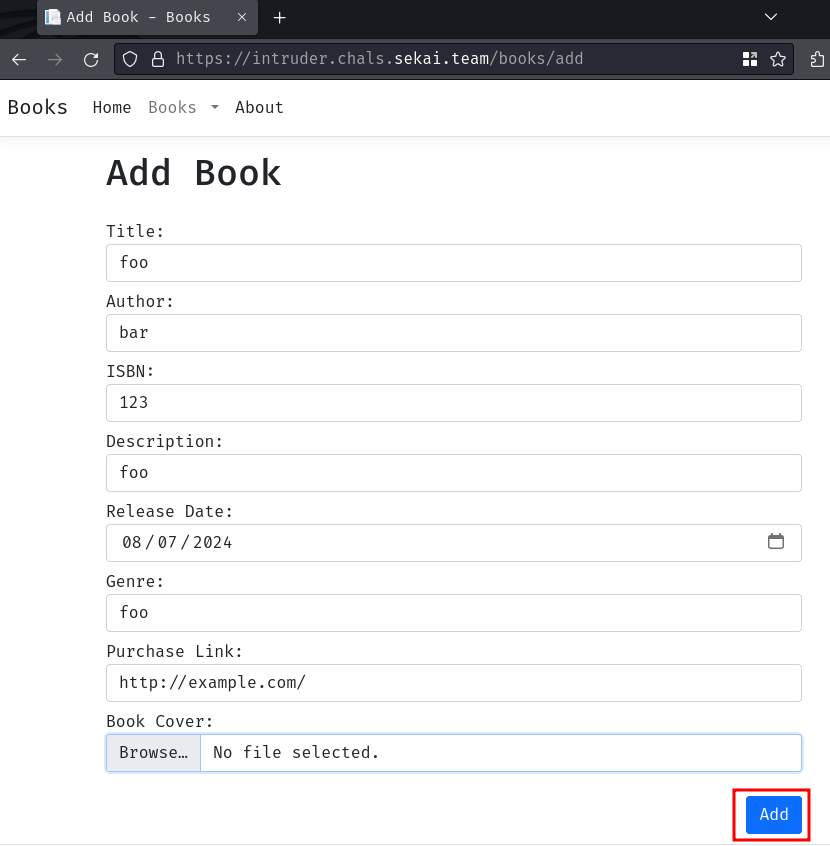 Add Book - Books
https://intruder.chals.sekai.team/books/add
Books Home Books About
Add Book
Title:
foo
Author:
bar
ISBN:
123
Description:
foo
Release Date:
08/07/2024
Genre:
foo
Purchase Link:
http://example.com/
Book Cover:
Browse… No file selected.
Add